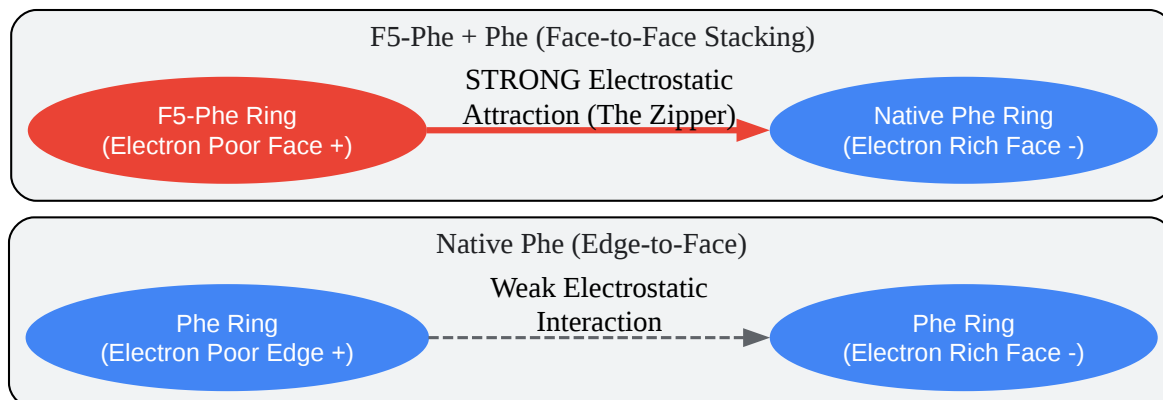 F5-Phe + Phe (Face-to-Face Stacking)
STRONG Electrostatic
Attraction (The Zipper)
F5-Phe Ring
(Electron Poor Face +)
Native Phe Ring
(Electron Rich Face -)
Native Phe (Edge-to-Face)
Weak Electrostatic
Interaction
Phe Ring
(Electron Poor Edge +)
Phe Ring
(Electron Rich Face -)